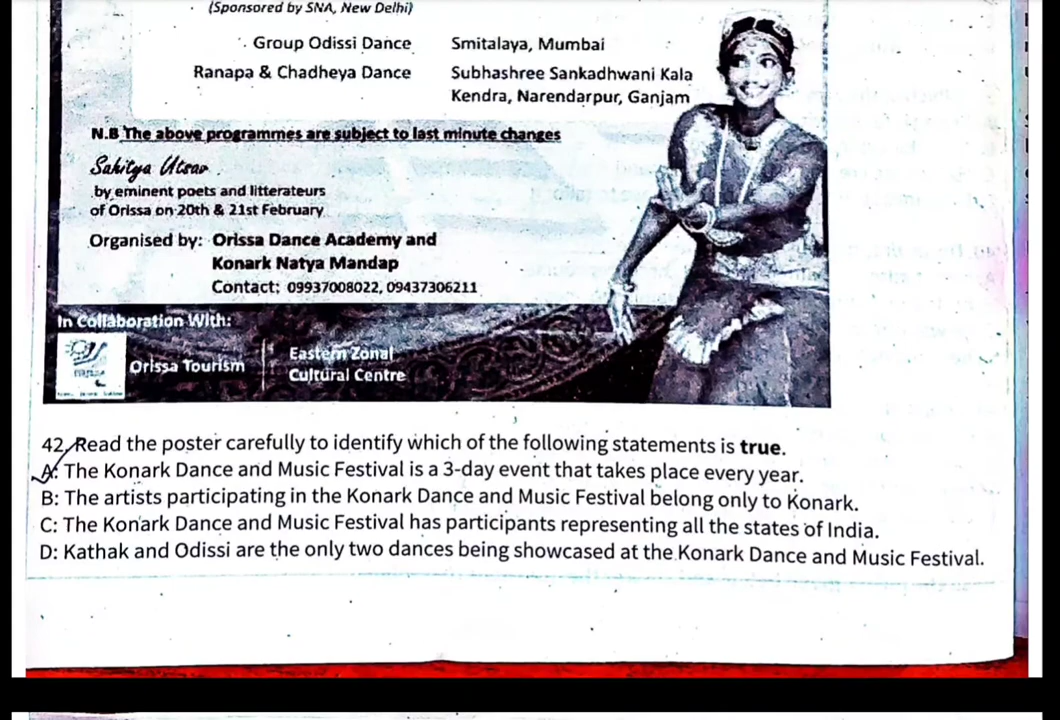 (Sponsored by SNA, New Delhi)
Group Odissi Dance Smitalaya, Mumbai
Ranapa & Chadheya Dance Subhashree Sankadhwani Kala
Kendra, Narendarpur, Ganjam
N.B The above programmes are subject to last minute changes
Sahitya Utsav
by eminent poets and litterateurs
of Orissa on 20th & 21st February
Organised by: Orissa Dance Academy and
Konark Natya Mandap
Contact: 09937008022, 09437306211
In Collaboration With:
Orissa Tourism
Eastern Zonal
Cultural Centre
42. Read the poster carefully to identify which of the following statements is true.
A: The Konark Dance and Music Festival is a 3-day event that takes place every year.
B: The artists participating in the Konark Dance and Music Festival belong only to Konark.
C: The Konark Dance and Music Festival has participants representing all the states of India.
D: Kathak and Odissi are the only two dances being showcased at the Konark Dance and Music Festival.